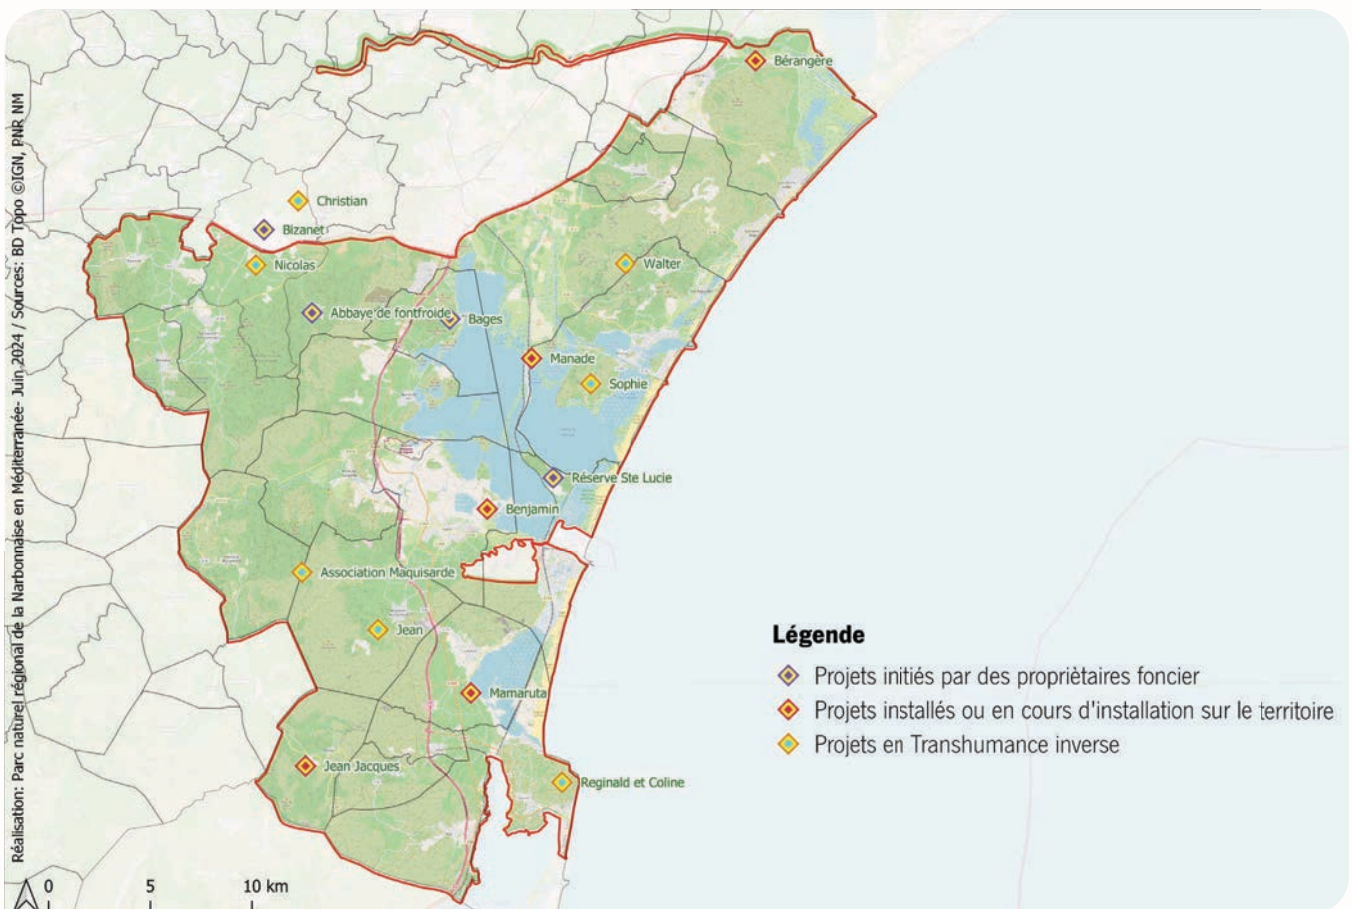 Bérangère
Christian
Bizanet
Nicolas
Walter
Abbaye de fontfroide
Bages
Manade
Sophie
Réserve Ste Lucie
Benjamin
Association Maquisarde
Jean
Mamaruta
Jean Jacques
Reginald et Coline
Légende
Projets initiés par des propriètaires foncier
Projets installés ou en cours d'installation sur le territoire
Projets en Transhumance inverse
0 5 10 km
Réalisation: Parc naturel régional de la Narbonnaise en Méditerranée- Juin 2024 / Sources: BD Topo ©IGN, PNR NM